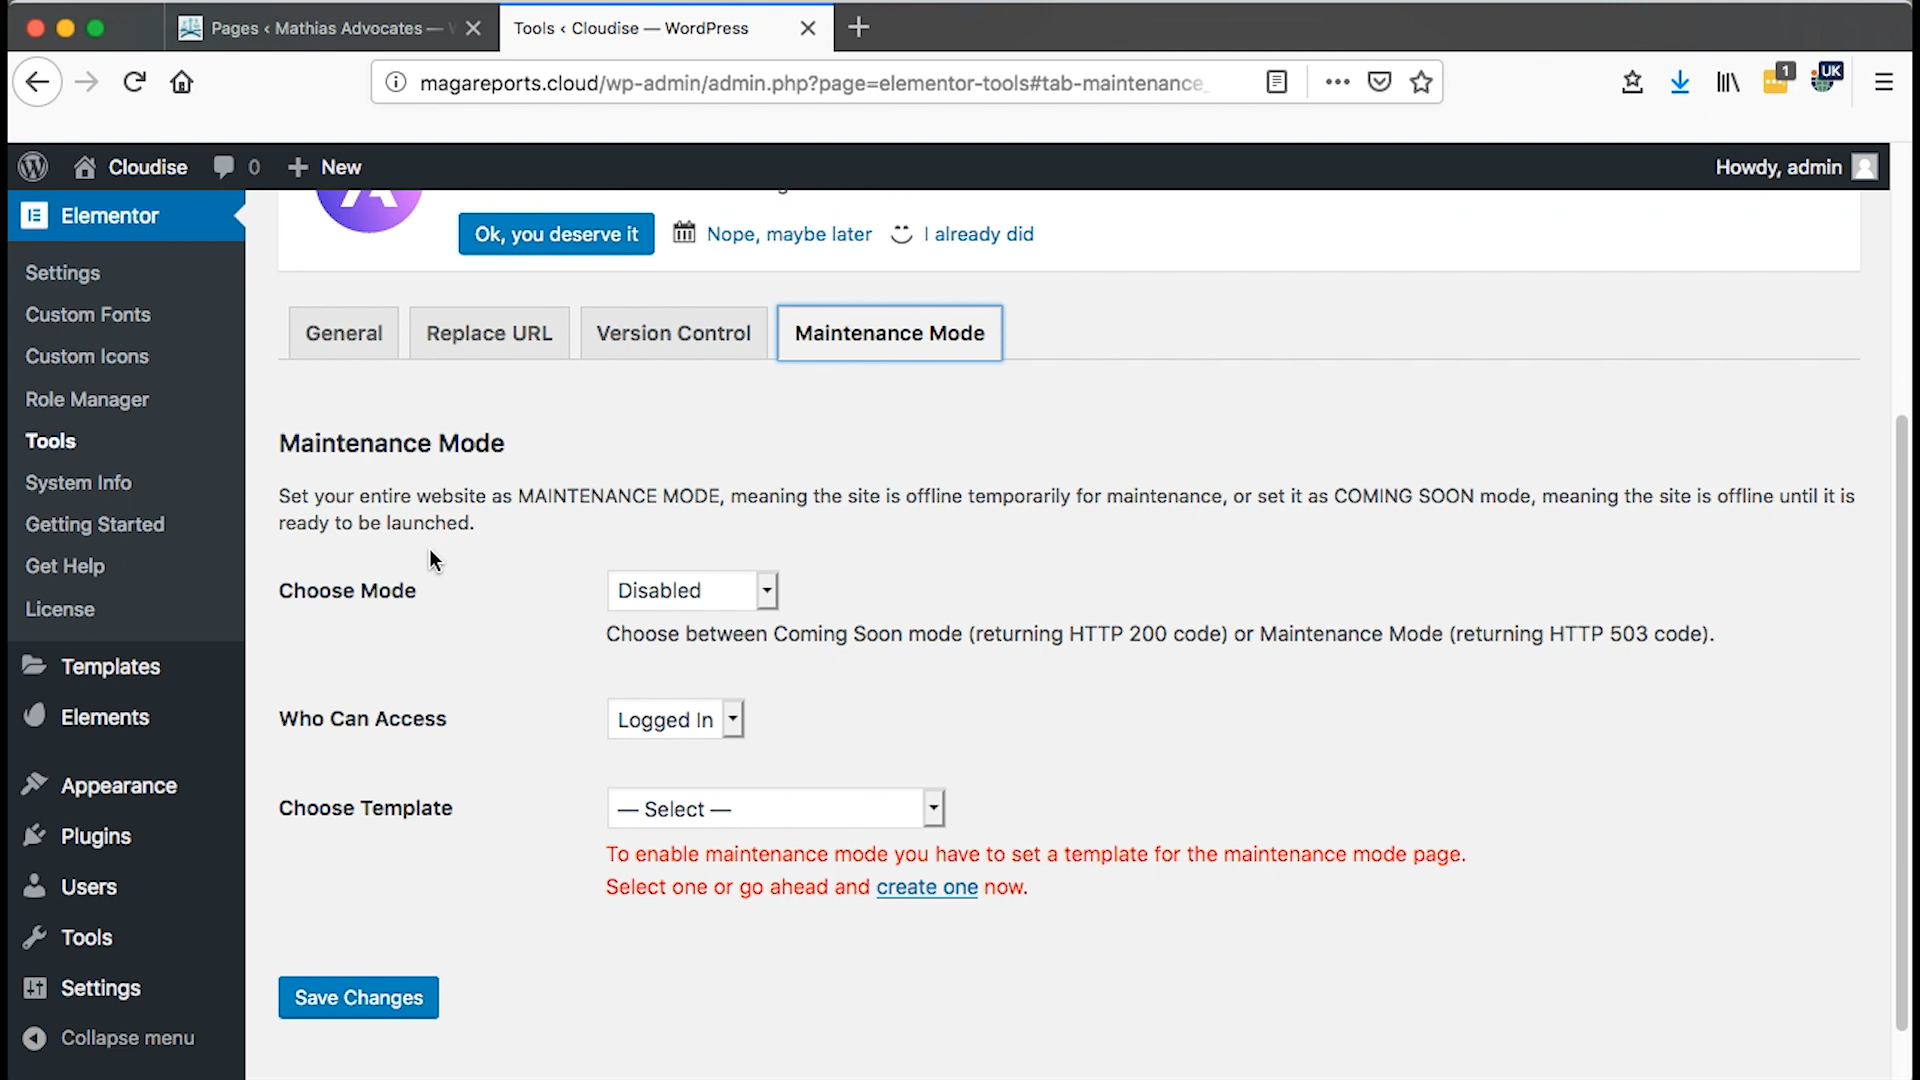 Pages ‹ Mathias Advocates —
Tools ‹ Cloudise — WordPress
magareports.cloud/wp-admin/admin.php?page=elementor-tools#tab-maintenance_
1
UK
Cloudise
0
New
Howdy, admin
Elementor
Settings
Custom Fonts
Custom Icons
Role Manager
Tools
System Info
Getting Started
Get Help
License
Templates
Elements
Appearance
Plugins
Users
Tools
Settings
Collapse menu
Ok, you deserve it
Nope, maybe later
I already did
General
Replace URL
Version Control
Maintenance Mode
Maintenance Mode
Set your entire website as MAINTENANCE MODE, meaning the site is offline temporarily for maintenance, or set it as COMING SOON mode, meaning the site is offline until it is
ready to be launched.
Choose Mode
Disabled
Choose between Coming Soon mode (returning HTTP 200 code) or Maintenance Mode (returning HTTP 503 code).
Who Can Access
Logged In
Choose Template
— Select —
To enable maintenance mode you have to set a template for the maintenance mode page.
Select one or go ahead and create one now.
Save Changes